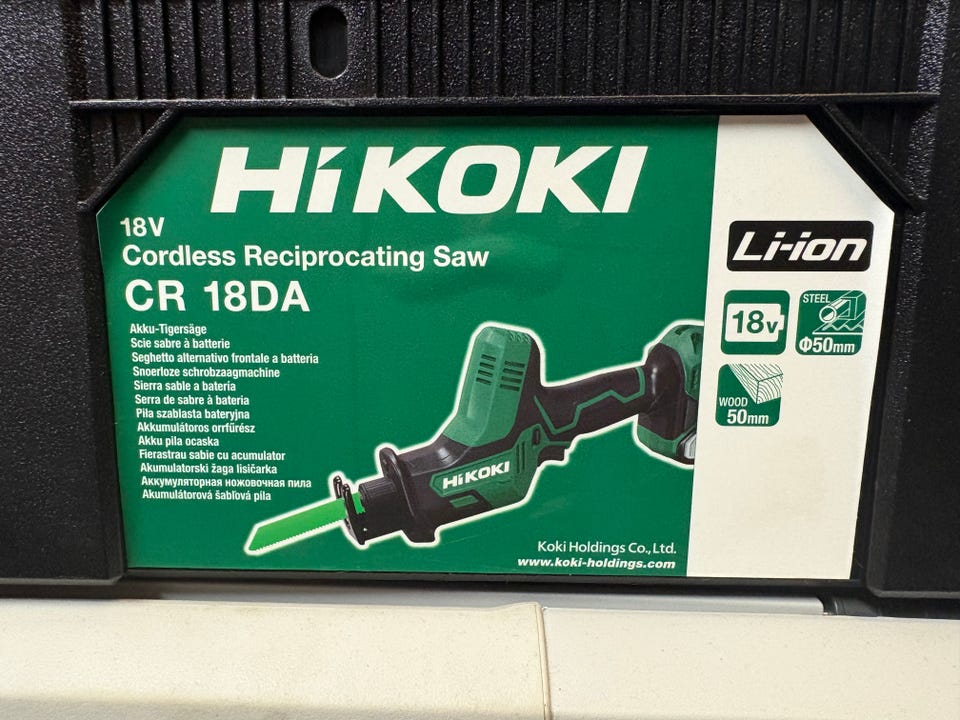 HiKOKI
18V
Cordless Reciprocating Saw
CR 18DA
Akku-Tigersäge
Scie sabre à batterie
Seghetto alternativo frontale a batteria
Snoerloze schrobzaagmachine
Sierra sable a bateria
Serra de sabre à bateria
Piła szablasta bateryjna
Akkumulátoros orrfűrész
Akku pila ocaska
Fierastrau sabie cu acumulator
Akumulatorski žaga lisičarka
Аккумуляторная ножовочная пила
Akumulátorová šabľová píla
HiKOKI
Koki Holdings Co., Ltd.
www.koki-holdings.com
Li-ion
18V
STEEL
Φ50mm
WOOD
50mm